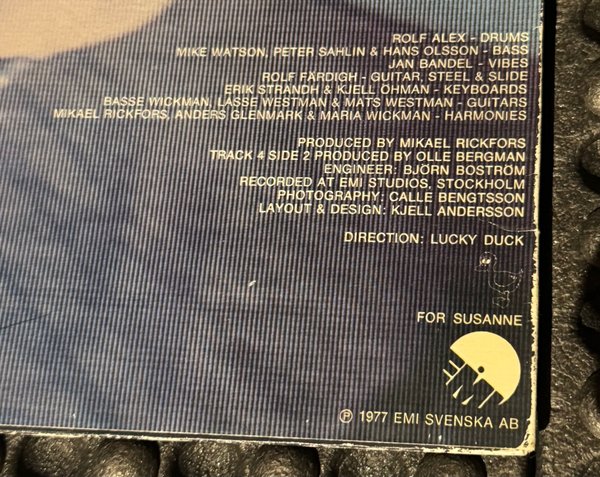 ROLF ALEX - DRUMS
MIKE WATSON, PETER SAHLIN & HANS OLSSON - BASS
JAN BANDEL - VIBES
ROLF FÄRDIGH - GUITAR, STEEL & SLIDE
ERIK STRANDH & KJELL ÖHMAN - KEYBOARDS
BASSE WICKMAN, LASSE WESTMAN & MATS WESTMAN - GUITARS
MIKAEL RICKFORS, ANDERS GLENMARK & MARIA WICKMAN - HARMONIES
PRODUCED BY MIKAEL RICKFORS
TRACK 4 SIDE 2 PRODUCED BY OLLE BERGMAN
ENGINEER: BJÖRN BOSTRÖM
RECORDED AT EMI STUDIOS, STOCKHOLM
PHOTOGRAPHY: CALLE BENGTSSON
LAYOUT & DESIGN: KJELL ANDERSSON
DIRECTION: LUCKY DUCK
FOR SUSANNE
EMI
℗ 1977 EMI SVENSKA AB